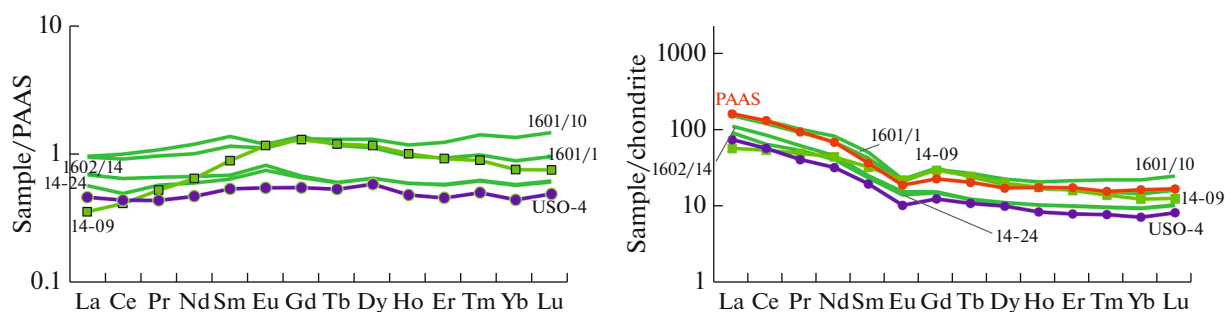 Sample/PAAS
10
1
0.1
1601/10
1601/1
1602/14
14-24
14-09
USO-4
La Ce Pr Nd Sm Eu Gd Tb Dy Ho Er Tm Yb Lu
Sample/chondrite
1000
100
10
1
PAAS
1601/1
14-09
1602/14
1601/10
14-09
14-24
USO-4
La Ce Pr Nd Sm Eu Gd Tb Dy Ho Er Tm Yb Lu